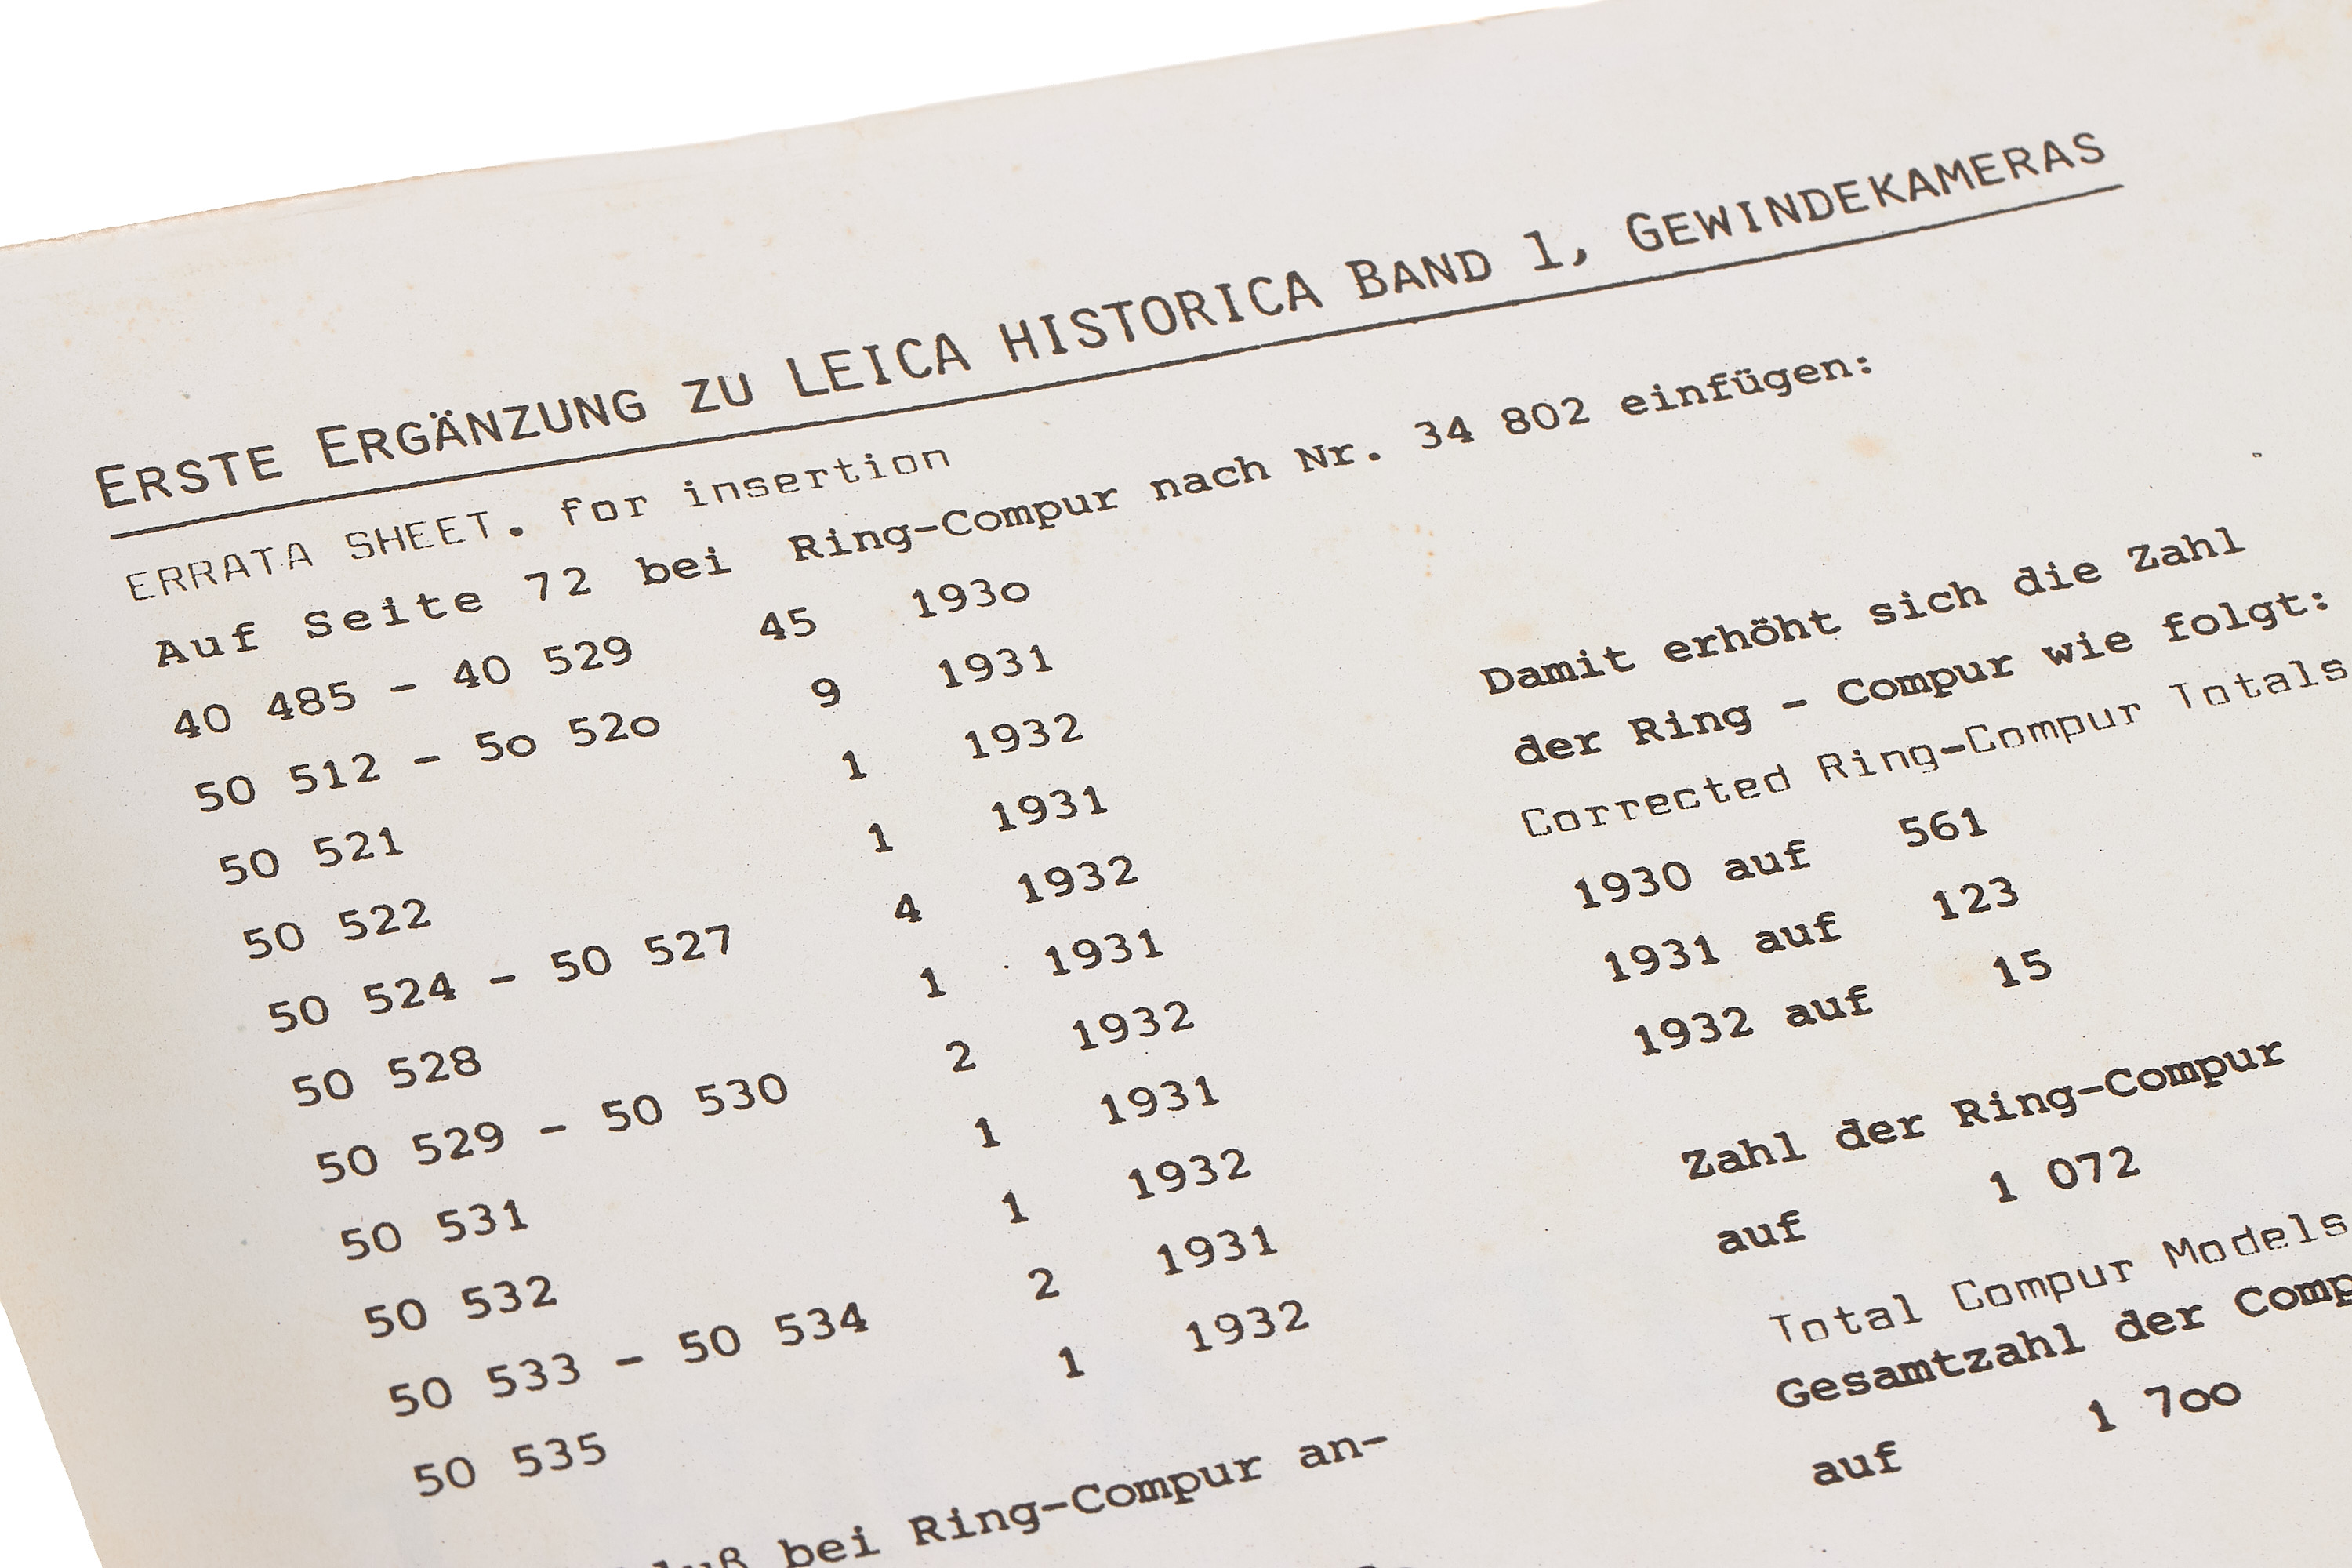 ERSTE ERGÄNZUNG ZU LEICA HISTORICA BAND 1, GEWINDEKAMERAS
ERRATA SHEET. for insertion
Auf Seite 72 bei Ring-Compur nach Nr. 34 802 einfügen:
40 485 - 40 529 45 193o
50 512 - 5o 52o 9 1931
50 521 1 1932
50 522 1 1931
50 524 - 50 527 4 1932
50 528 1 1931
50 529 - 50 530 2 1932
50 531 1 1931
50 532 1 1932
50 533 - 50 534 2 1931
50 535 1 1932
bei Ring-Compur an-
Damit erhöht sich die Zahl
der Ring - Compur wie folgt:
Corrected Ring-Compur Totals
1930 auf 561
1931 auf 123
1932 auf 15
Zahl der Ring-Compur
auf 1 072
Total Compur Models
Gesamtzahl der Comp
auf 1 7oo